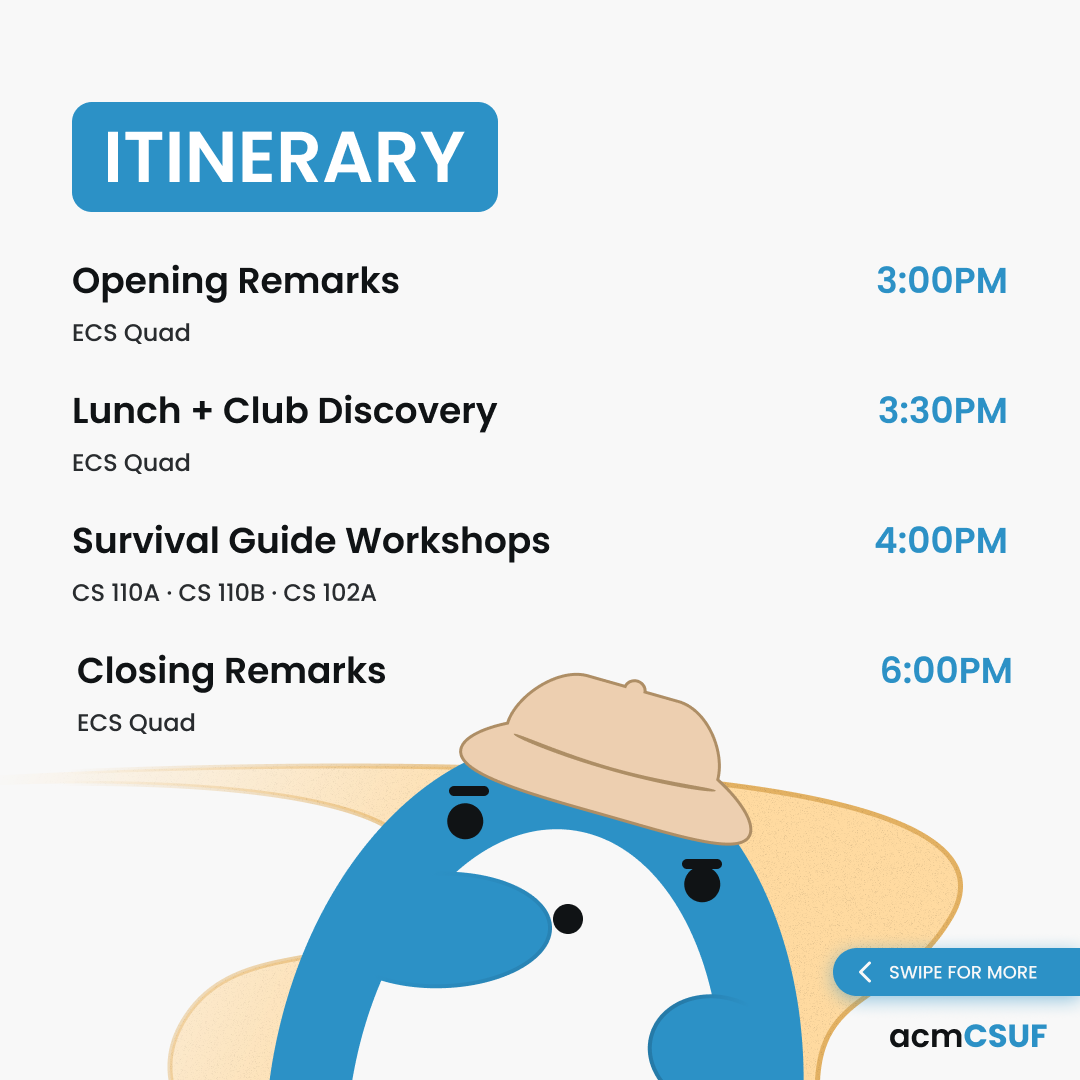 ITINERARY
Opening Remarks 3:00PM
ECS Quad
Lunch + Club Discovery 3:30PM
ECS Quad
Survival Guide Workshops 4:00PM
CS 110A · CS 110B · CS 102A
Closing Remarks 6:00PM
ECS Quad
SWIPE FOR MORE
acmCSUF